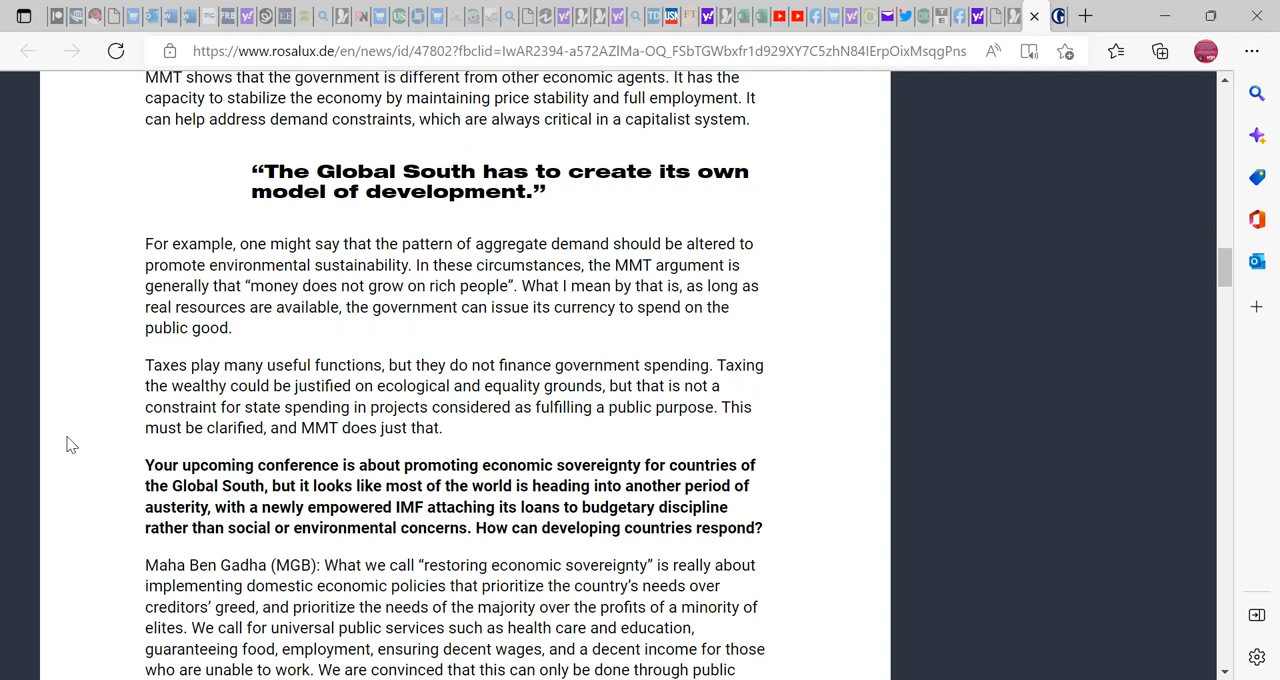 https://www.rosalux.de/en/news/id/47802?fbclid=IwAR2394-a572AZIMa-OQ_FSbTGWbxfr1d929XY7C5zhN84IErpOixMsqgPns
MMT shows that the government is different from other economic agents. It has the
capacity to stabilize the economy by maintaining price stability and full employment. It
can help address demand constraints, which are always critical in a capitalist system.
“The Global South has to create its own
model of development.”
For example, one might say that the pattern of aggregate demand should be altered to
promote environmental sustainability. In these circumstances, the MMT argument is
generally that “money does not grow on rich people”. What I mean by that is, as long as
real resources are available, the government can issue its currency to spend on the
public good.
Taxes play many useful functions, but they do not finance government spending. Taxing
the wealthy could be justified on ecological and equality grounds, but that is not a
constraint for state spending in projects considered as fulfilling a public purpose. This
must be clarified, and MMT does just that.
Your upcoming conference is about promoting economic sovereignty for countries of
the Global South, but it looks like most of the world is heading into another period of
austerity, with a newly empowered IMF attaching its loans to budgetary discipline
rather than social or environmental concerns. How can developing countries respond?
Maha Ben Gadha (MGB): What we call “restoring economic sovereignty” is really about
implementing domestic economic policies that prioritize the country’s needs over
creditors’ greed, and prioritize the needs of the majority over the profits of a minority of
elites. We call for universal public services such as health care and education,
guaranteeing food, employment, ensuring decent wages, and a decent income for those
who are unable to work. We are convinced that this can only be done through public